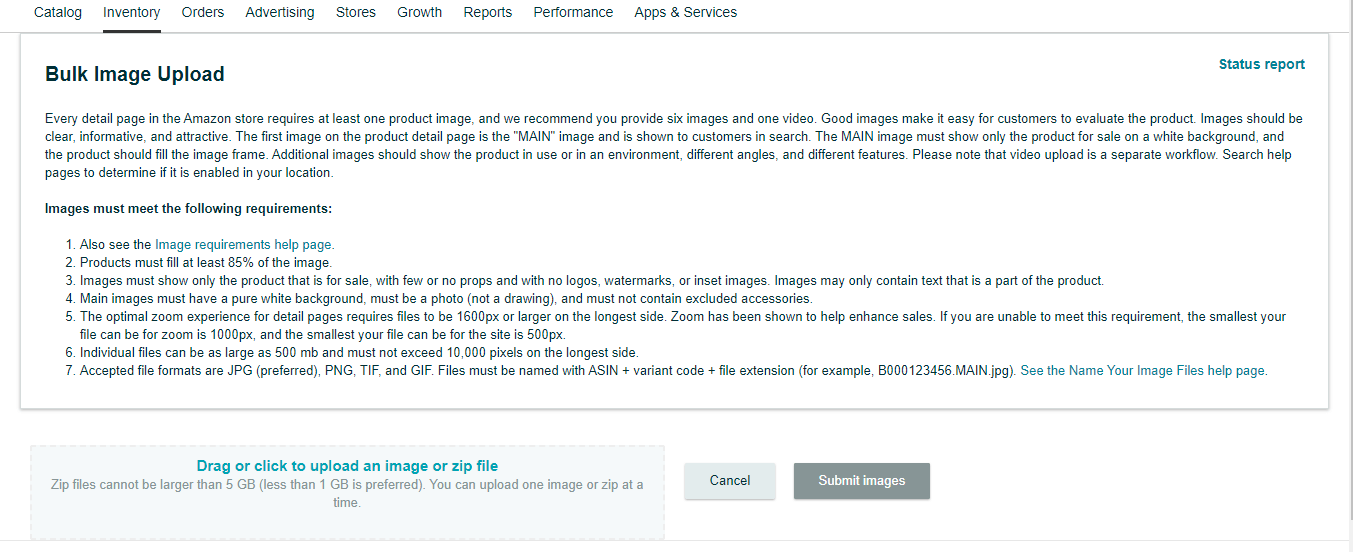 Catalog Inventory Orders Advertising Stores Growth Reports Performance Apps & Services
Bulk Image Upload
Status report
Every detail page in the Amazon store requires at least one product image, and we recommend you provide six images and one video. Good images make it easy for customers to evaluate the product. Images should be
clear, informative, and attractive. The first image on the product detail page is the "MAIN" image and is shown to customers in search. The MAIN image must show only the product for sale on a white background, and
the product should fill the image frame. Additional images should show the product in use or in an environment, different angles, and different features. Please note that video upload is a separate workflow. Search help
pages to determine if it is enabled in your location.
Images must meet the following requirements:
1. Also see the Image requirements help page.
2. Products must fill at least 85% of the image.
3. Images must show only the product that is for sale, with few or no props and with no logos, watermarks, or inset images. Images may only contain text that is a part of the product.
4. Main images must have a pure white background, must be a photo (not a drawing), and must not contain excluded accessories.
5. The optimal zoom experience for detail pages requires files to be 1600px or larger on the longest side. Zoom has been shown to help enhance sales. If you are unable to meet this requirement, the smallest your
file can be for zoom is 1000px, and the smallest your file can be for the site is 500px.
6. Individual files can be as large as 500 mb and must not exceed 10,000 pixels on the longest side.
7. Accepted file formats are JPG (preferred), PNG, TIF, and GIF. Files must be named with ASIN + variant code + file extension (for example, B000123456.MAIN.jpg). See the Name Your Image Files help page.
Drag or click to upload an image or zip file
Zip files cannot be larger than 5 GB (less than 1 GB is preferred). You can upload one image or zip at a
time.
Cancel
Submit images